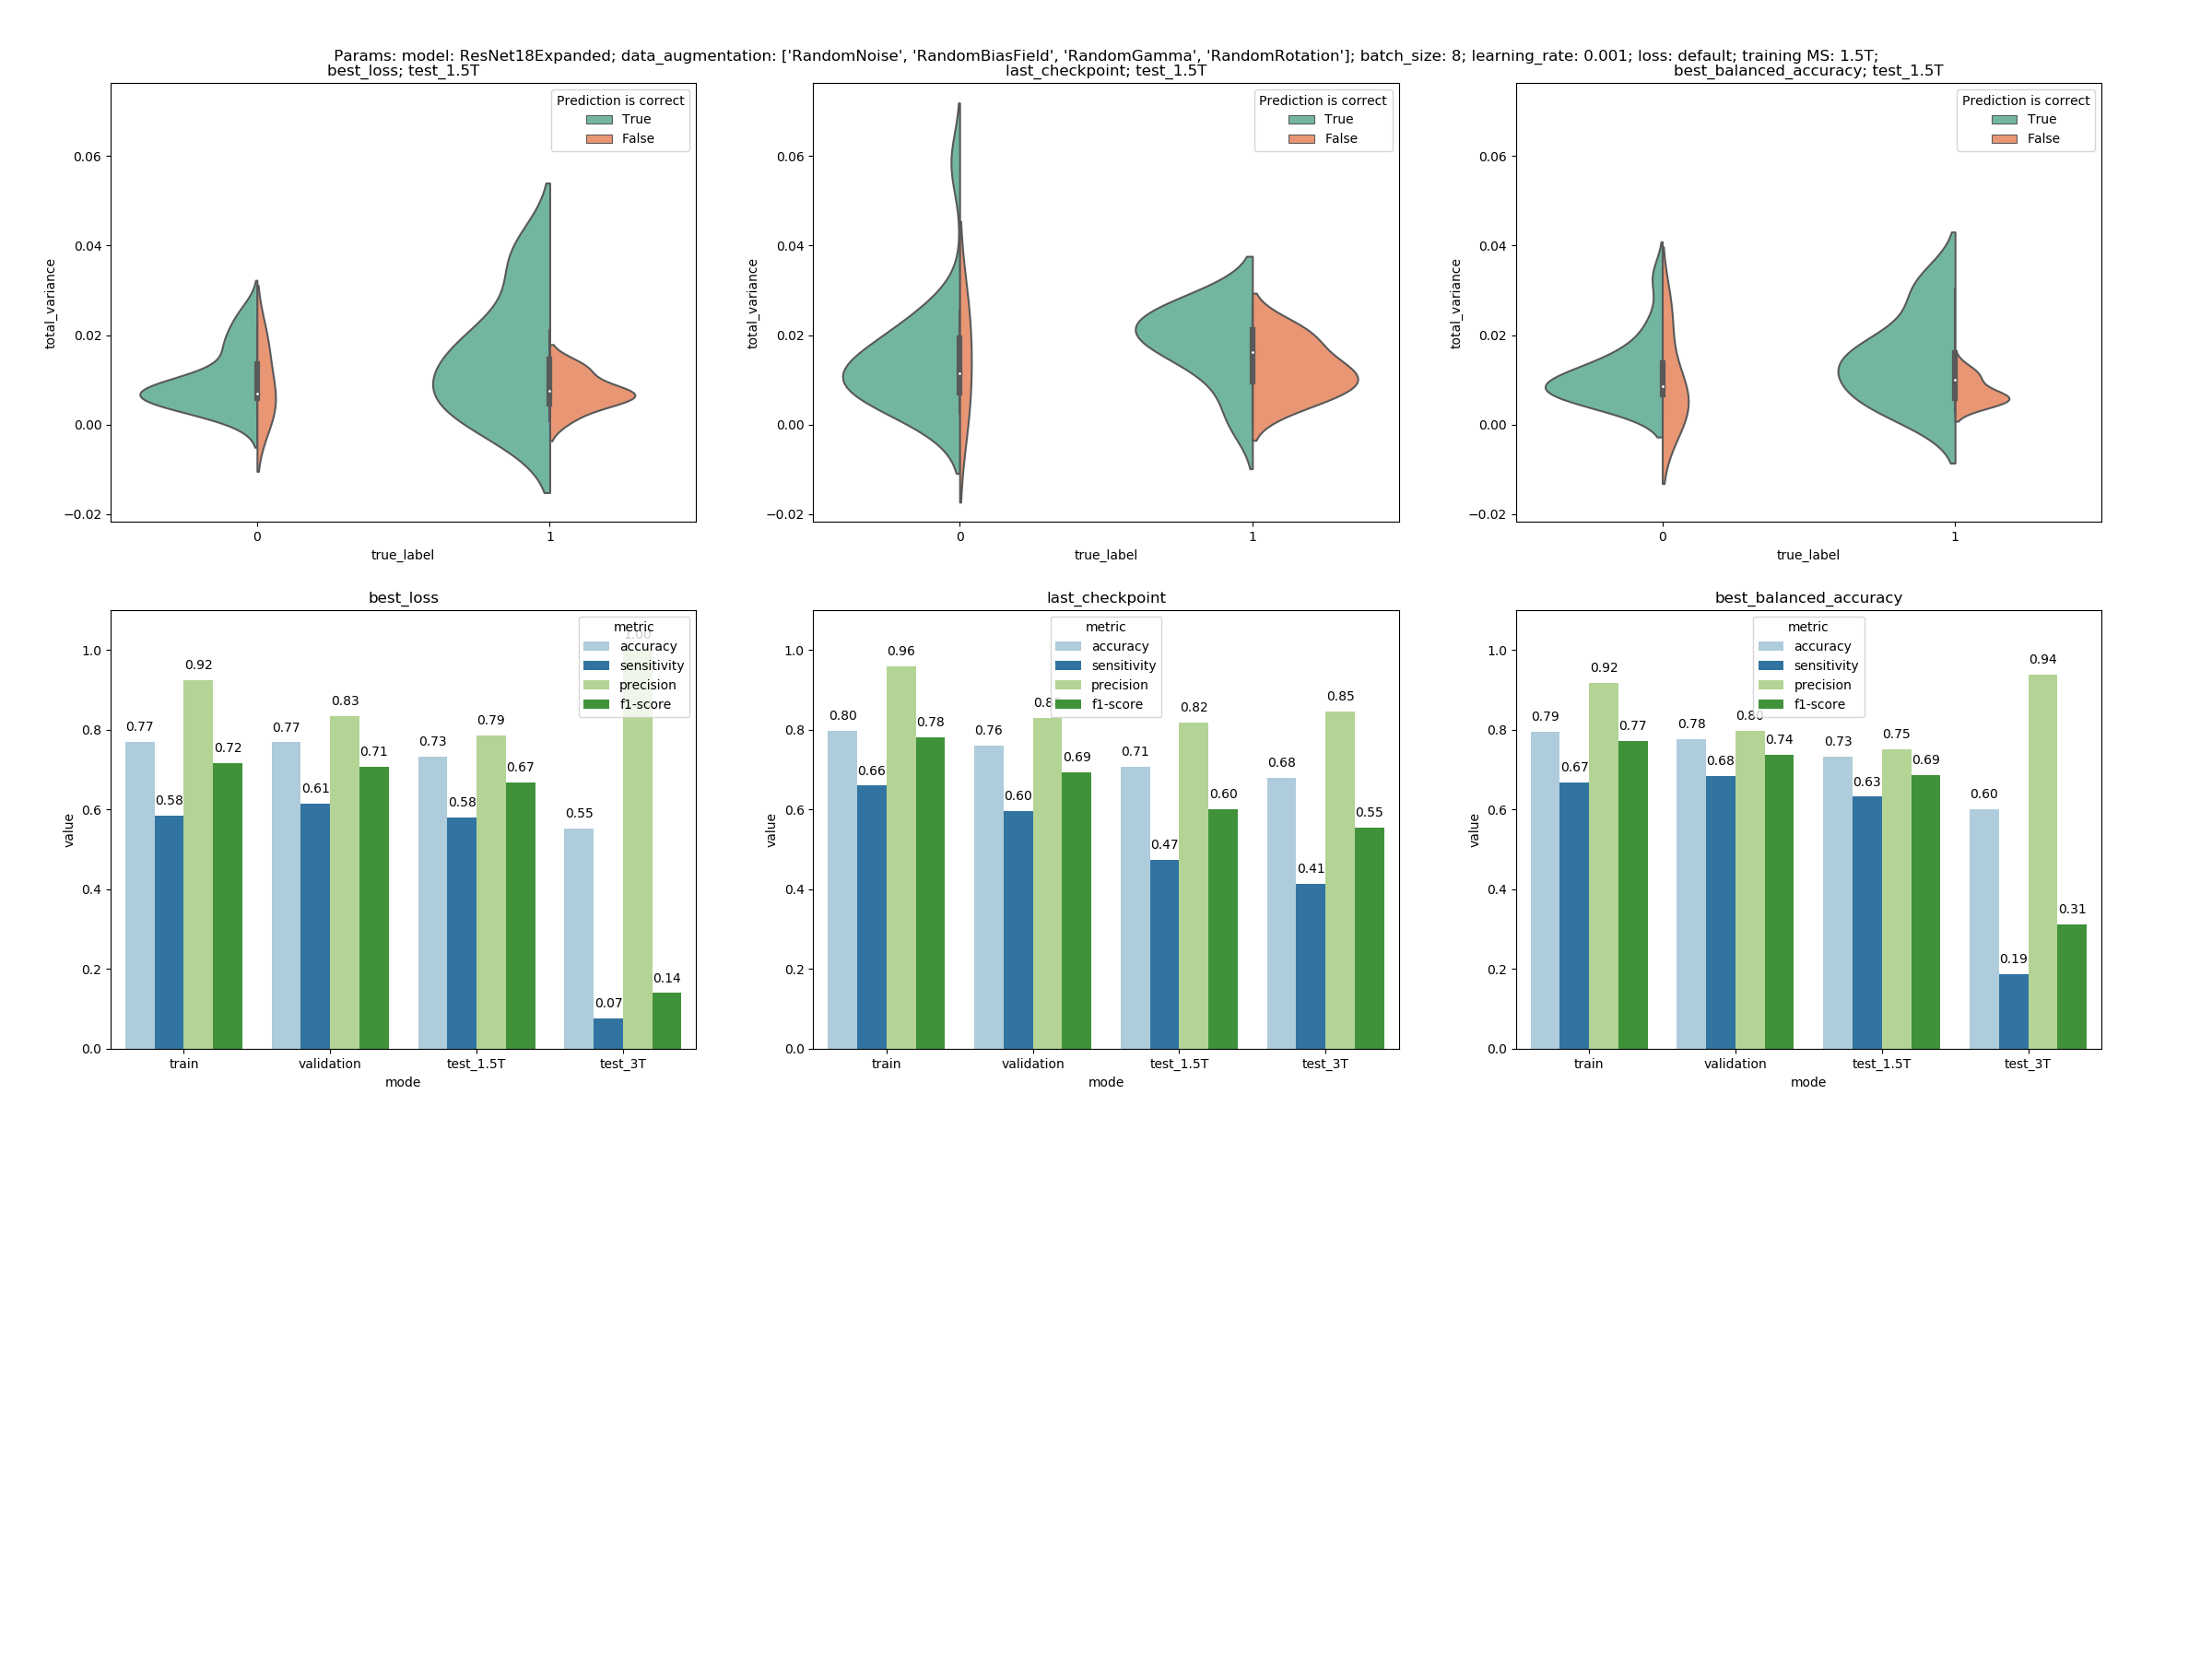 Params: model: ResNet18Expanded; data_augmentation: ['RandomNoise', 'RandomBiasField', 'RandomGamma', 'RandomRotation']; batch_size: 8; learning_rate: 0.001; loss: default; training MS: 1.5T;
best_loss; test_1.5T
Prediction is correct
True
False
0.06
0.04
0.02
0.00
−0.02
total_variance
0
1
true_label
last_checkpoint; test_1.5T
Prediction is correct
True
False
0.06
0.04
0.02
0.00
−0.02
total_variance
0
1
true_label
best_balanced_accuracy; test_1.5T
Prediction is correct
True
False
0.06
0.04
0.02
0.00
−0.02
total_variance
0
1
true_label
best_loss
metric
accuracy
sensitivity
precision
f1-score
1.0
0.8
0.6
0.4
0.2
0.0
value
0.77
0.58
0.92
0.72
0.77
0.61
0.83
0.71
0.73
0.58
0.79
0.67
0.55
0.07
1.00
0.14
train
validation
test_1.5T
test_3T
mode
last_checkpoint
metric
accuracy
sensitivity
precision
f1-score
1.0
0.8
0.6
0.4
0.2
0.0
value
0.80
0.66
0.96
0.78
0.76
0.60
0.69
0.71
0.47
0.82
0.60
0.68
0.41
0.85
0.55
train
validation
test_1.5T
test_3T
mode
best_balanced_accuracy
metric
accuracy
sensitivity
precision
f1-score
1.0
0.8
0.6
0.4
0.2
0.0
value
0.79
0.67
0.92
0.77
0.78
0.68
0.80
0.74
0.73
0.63
0.75
0.69
0.60
0.19
0.94
0.31
train
validation
test_1.5T
test_3T
mode